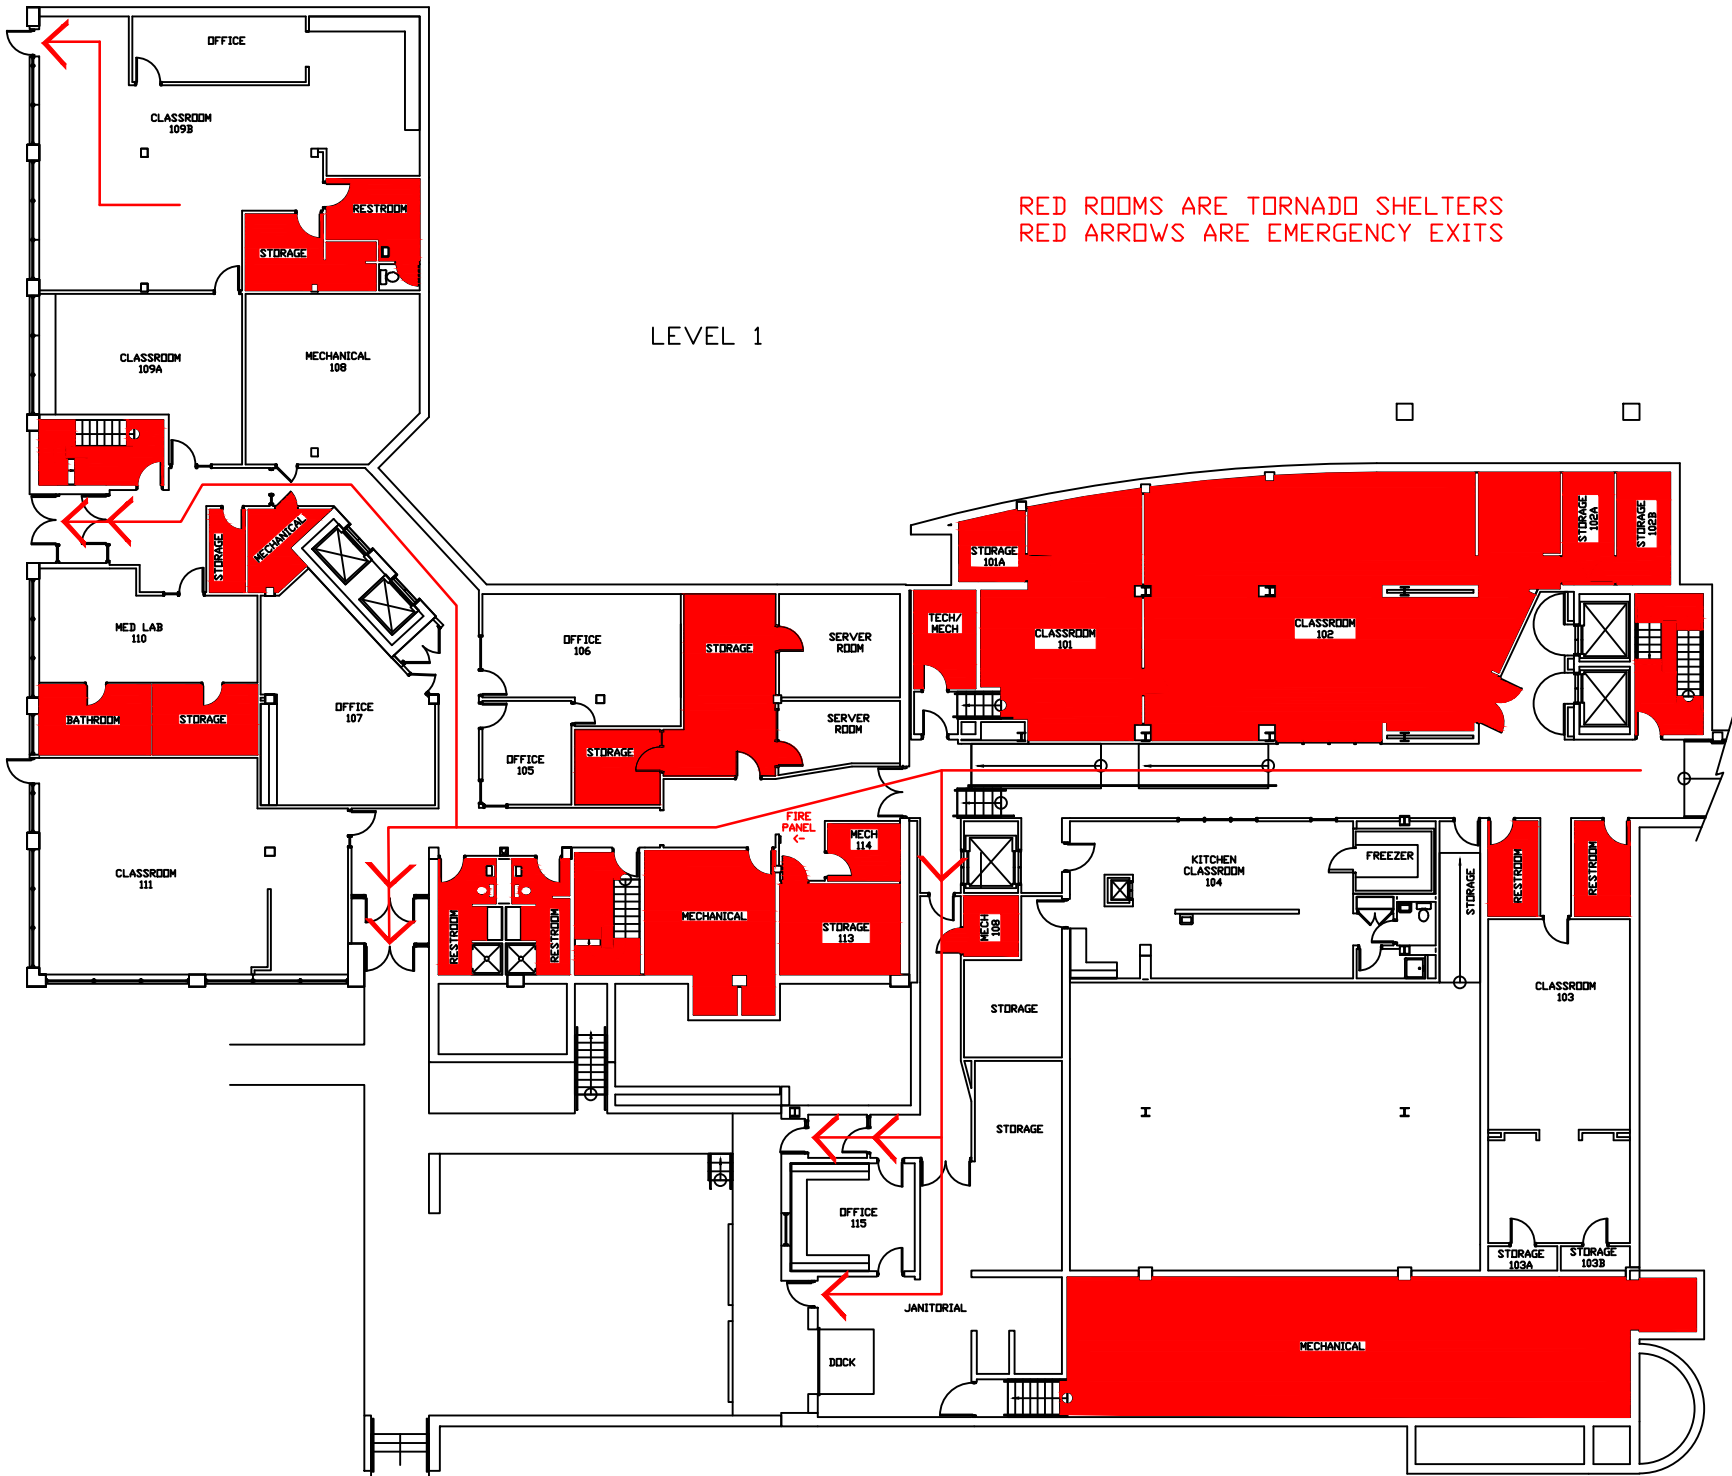 OFFICE
CLASSROOM
109B
RESTROOM
STORAGE
RED ROOMS ARE TORNADO SHELTERS
RED ARROWS ARE EMERGENCY EXITS
LEVEL 1
CLASSROOM
109A
MECHANICAL
108
STORAGE
MECHANICAL
MED LAB
110
BATHROOM
STORAGE
OFFICE
107
OFFICE
106
STORAGE
SERVER
ROOM
SERVER
ROOM
OFFICE
105
STORAGE
STORAGE
101A
TECH/
MECH
CLASSROOM
101
CLASSROOM
102
STORAGE
102A
STORAGE
102B
FIRE
PANEL
<-
MECH
114
CLASSROOM
111
RESTROOM
RESTROOM
MECHANICAL
STORAGE
113
MECH
108
KITCHEN
CLASSROOM
104
FREEZER
STORAGE
RESTROOM
RESTROOM
CLASSROOM
103
STORAGE
STORAGE
OFFICE
115
STORAGE
103A
STORAGE
103B
JANITORIAL
DOCK
MECHANICAL